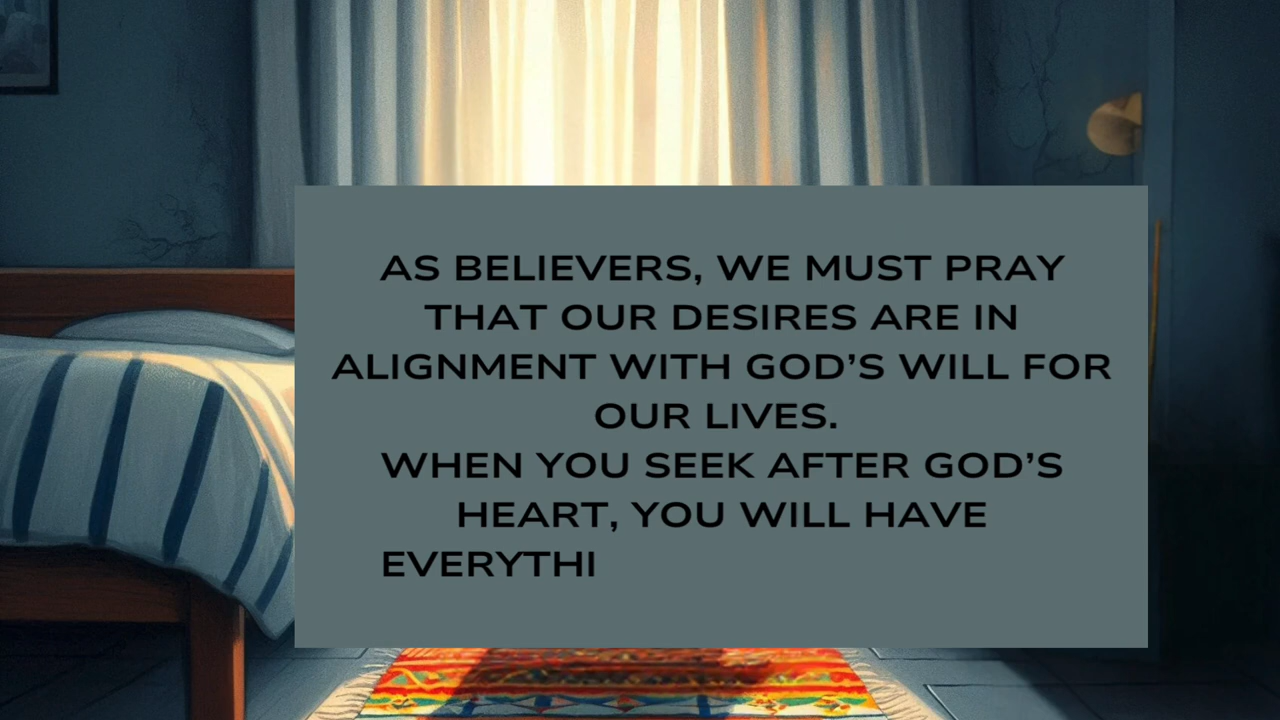 AS BELIEVERS, WE MUST PRAY
THAT OUR DESIRES ARE IN
ALIGNMENT WITH GOD’S WILL FOR
OUR LIVES.
WHEN YOU SEEK AFTER GOD’S
HEART, YOU WILL HAVE
EVERYTHI